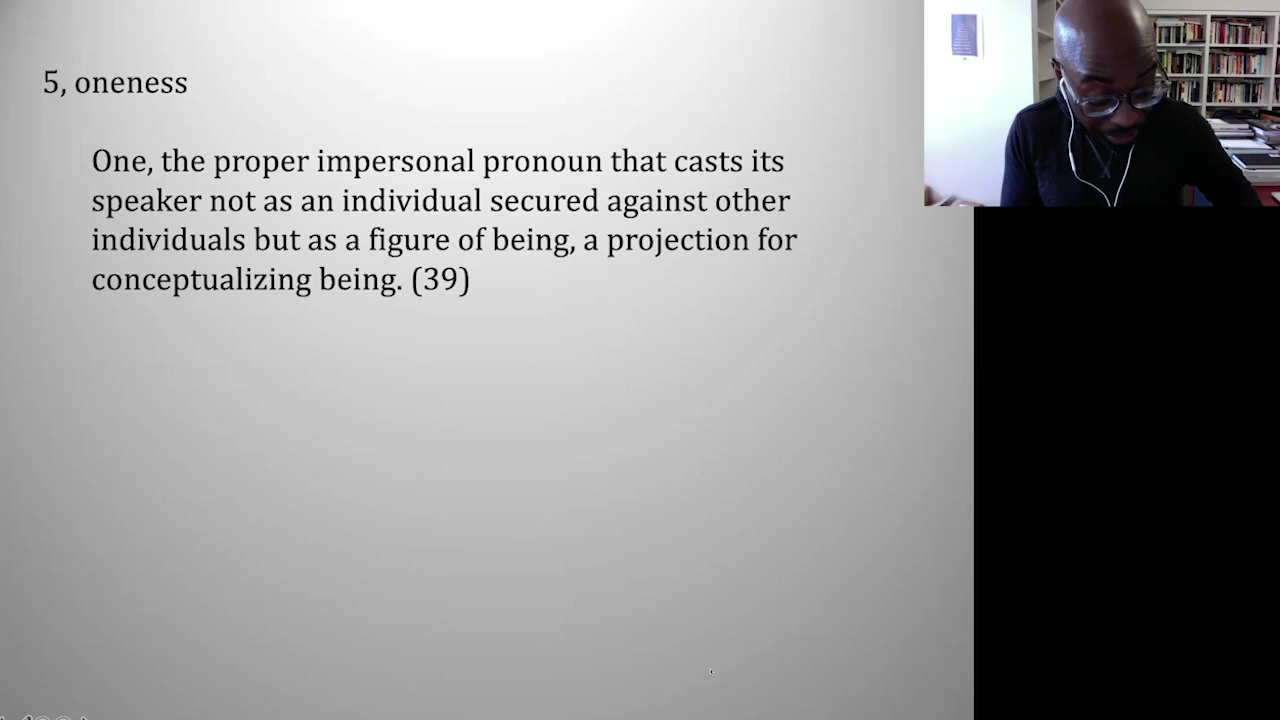 5, oneness
One, the proper impersonal pronoun that casts its
speaker not as an individual secured against other
individuals but as a figure of being, a projection for
conceptualizing being. (39)